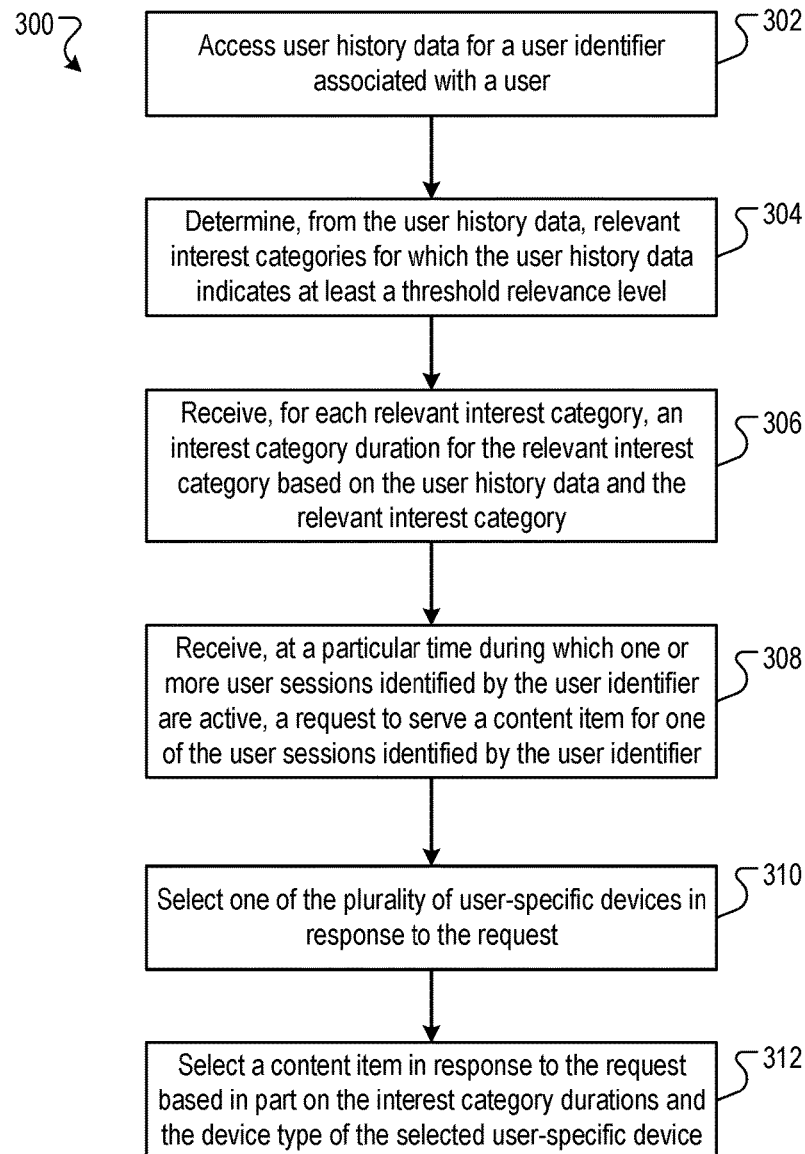 300
Access user history data for a user identifier
associated with a user
302
Determine, from the user history data, relevant
interest categories for which the user history data
indicates at least a threshold relevance level
304
Receive, for each relevant interest category, an
interest category duration for the relevant interest
category based on the user history data and the
relevant interest category
306
Receive, at a particular time during which one or
more user sessions identified by the user identifier
are active, a request to serve a content item for one
of the user sessions identified by the user identifier
308
Select one of the plurality of user-specific devices in
response to the request
310
Select a content item in response to the request
based in part on the interest category durations and
the device type of the selected user-specific device
312